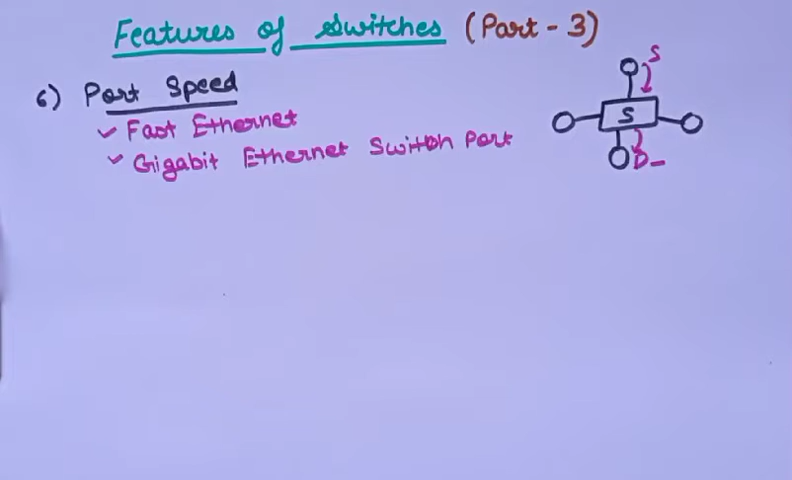 Features of Switches (Part - 3)
6) Port Speed
✓ Fast Ethernet
✓ Gigabit Ethernet Switch Port
S
S
D